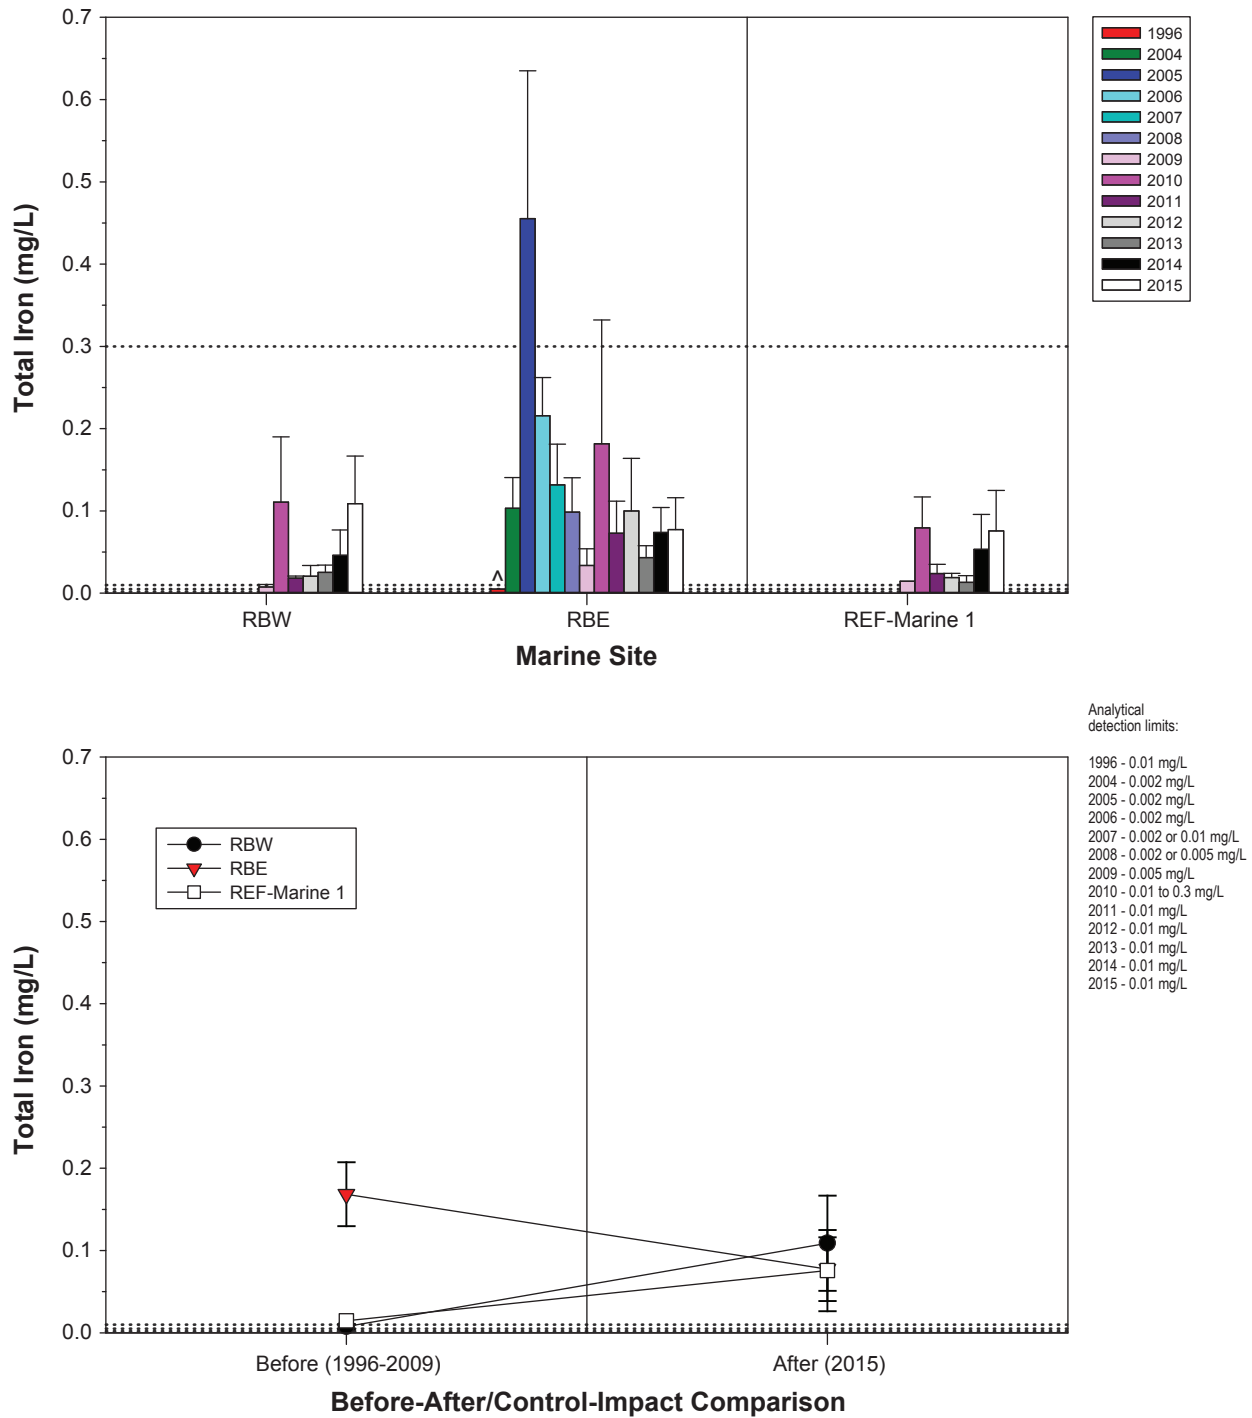 0.7
0.6
0.5
0.4
0.3
0.2
0.1
0.0
Total Iron (mg/L)
^
RBW
RBE
REF-Marine 1
Marine Site
1996
2004
2005
2006
2007
2008
2009
2010
2011
2012
2013
2014
2015
Analytical
detection limits:
1996 - 0.01 mg/L
2004 - 0.002 mg/L
2005 - 0.002 mg/L
2006 - 0.002 mg/L
2007 - 0.002 or 0.01 mg/L
2008 - 0.002 or 0.005 mg/L
2009 - 0.005 mg/L
2010 - 0.01 to 0.3 mg/L
2011 - 0.01 mg/L
2012 - 0.01 mg/L
2013 - 0.01 mg/L
2014 - 0.01 mg/L
2015 - 0.01 mg/L
0.7
0.6
0.5
0.4
0.3
0.2
0.1
0.0
Total Iron (mg/L)
RBW
RBE
REF-Marine 1
Before (1996-2009)
After (2015)
Before-After/Control-Impact Comparison